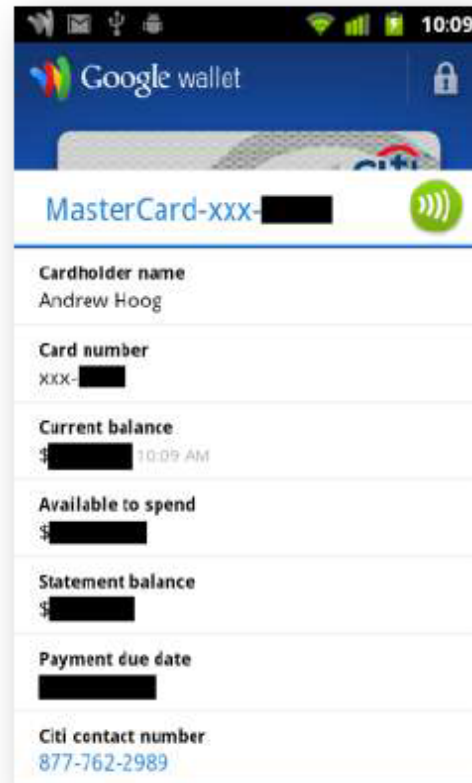 10:09
Google wallet
citi
MasterCard-xxx-
Cardholder name
Andrew Hoog
Card number
xxx-
Current balance
$ 10:09 AM
Available to spend
$
Statement balance
$
Payment due date
Citi contact number
877-762-2989